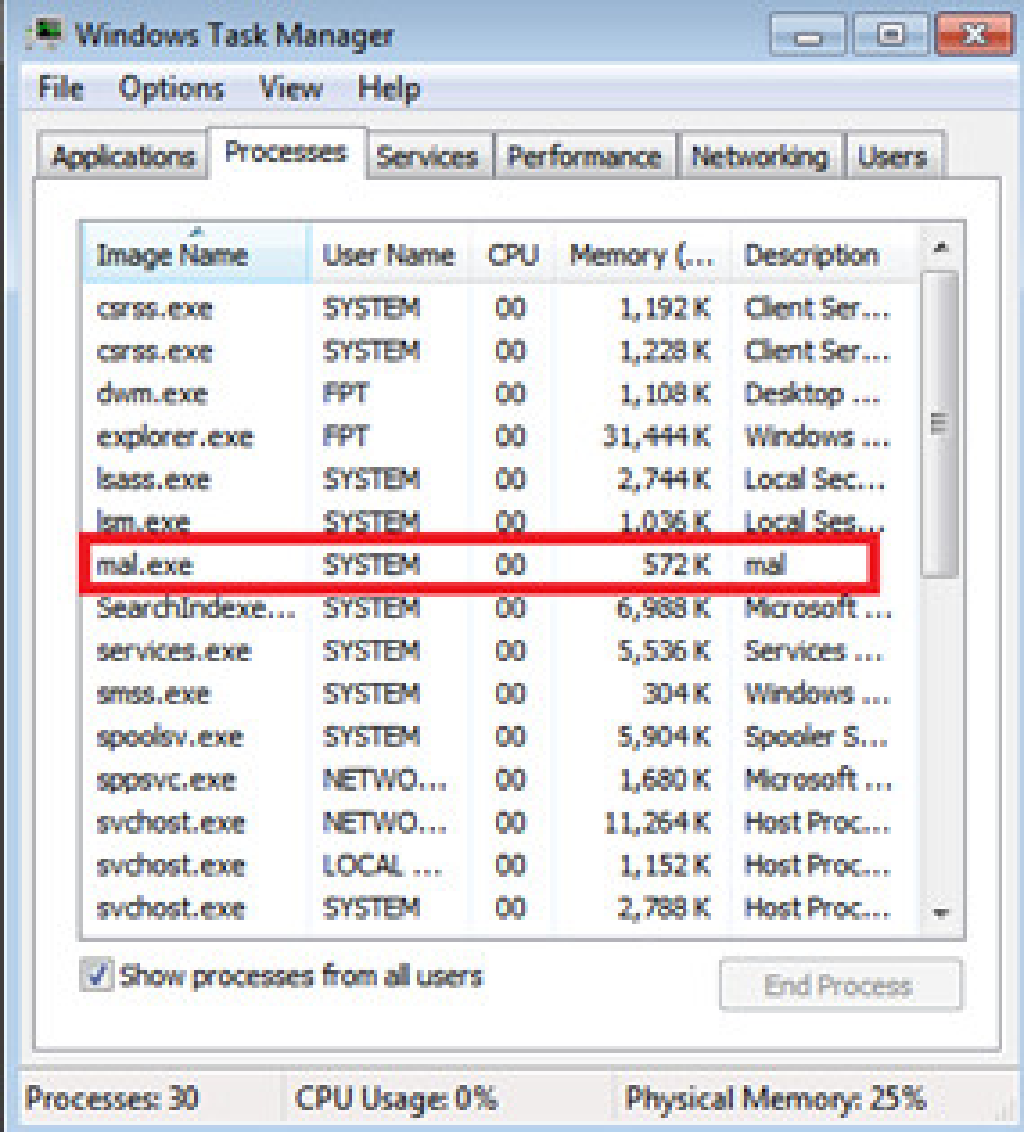 Windows Task Manager
File Options View Help
Applications Processes Services Performance Networking Users
Image Name User Name CPU Memory (... Description
csrss.exe SYSTEM 00 1,192 K Client Ser...
csrss.exe SYSTEM 00 1,228 K Client Ser...
dwm.exe FPT 00 1,108 K Desktop ...
explorer.exe FPT 00 31,444 K Windows ...
lsass.exe SYSTEM 00 2,744 K Local Sec...
lsm.exe SYSTEM 00 1,036 K Local Ses...
mal.exe SYSTEM 00 572 K mal
SearchIndexe... SYSTEM 00 6,988 K Microsoft ...
services.exe SYSTEM 00 5,536 K Services ...
smss.exe SYSTEM 00 304 K Windows ...
spoolsv.exe SYSTEM 00 5,904 K Spooler S...
sppsvc.exe NETWO... 00 1,680 K Microsoft ...
svchost.exe NETWO... 00 11,264 K Host Proc...
svchost.exe LOCAL ... 00 1,152 K Host Proc...
svchost.exe SYSTEM 00 2,788 K Host Proc...
Show processes from all users
End Process
Processes: 30 CPU Usage: 0% Physical Memory: 25%